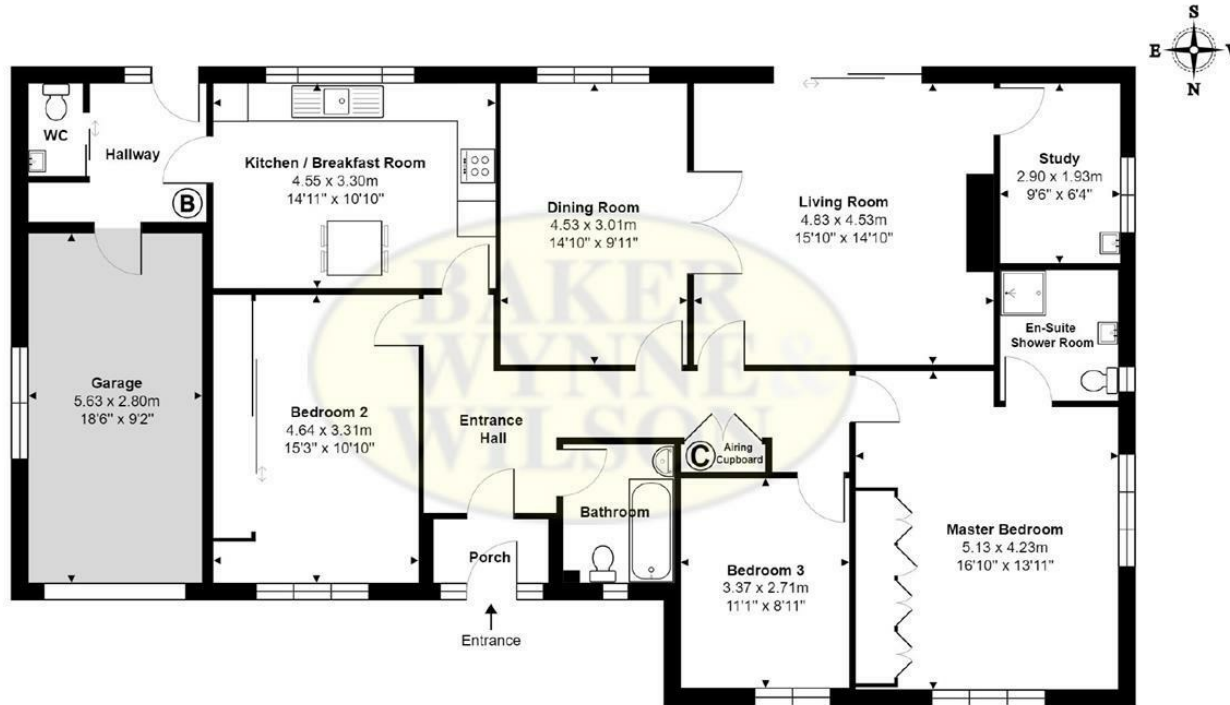 S
E
N
WC
Hallway
B
Kitchen / Breakfast Room
4.55 x 3.30m
14'11" x 10'10"
Dining Room
4.53 x 3.01m
14'10" x 9'11"
Living Room
4.83 x 4.53m
15'10" x 14'10"
Study
2.90 x 1.93m
9'6" x 6'4"
En-Suite
Shower Room
Garage
5.63 x 2.80m
18'6" x 9'2"
Bedroom 2
4.64 x 3.31m
15'3" x 10'10"
Entrance
Hall
C
Airing
Cupboard
Bathroom
Porch
Bedroom 3
3.37 x 2.71m
11'1" x 8'11"
Master Bedroom
5.13 x 4.23m
16'10" x 13'11"
Entrance
BAKER
WYNNE &
WILSON